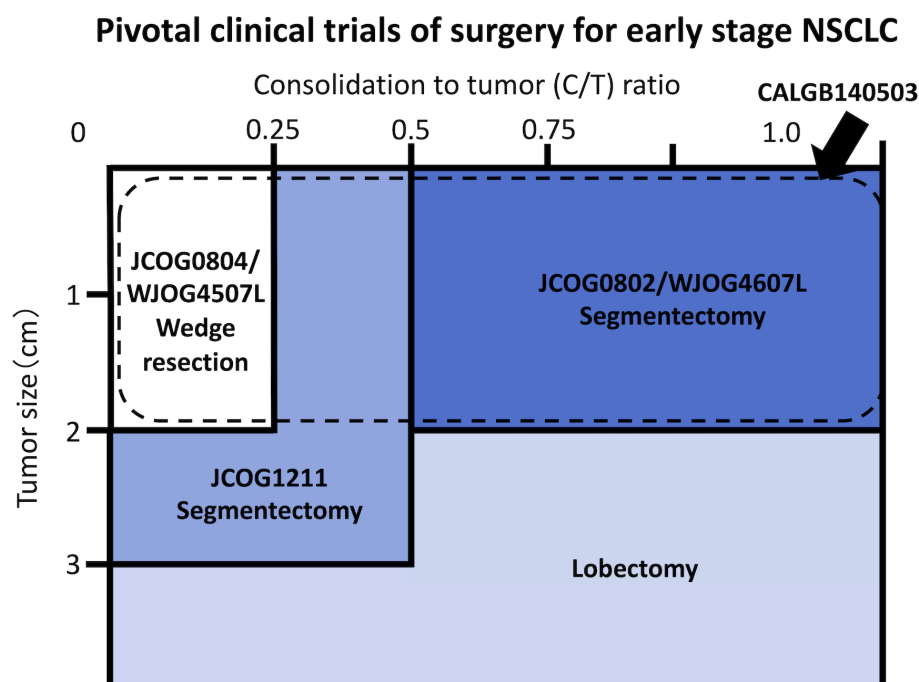 Pivotal clinical trials of surgery for early stage NSCLC
Consolidation to tumor (C/T) ratio
CALGB140503
0
0.25
0.5
0.75
1.0
JCOG0804/
WJOG4507L
Wedge
resection
JCOG0802/WJOG4607L
Segmentectomy
1
2
3
Tumor size(cm)
JCOG1211
Segmentectomy
Lobectomy